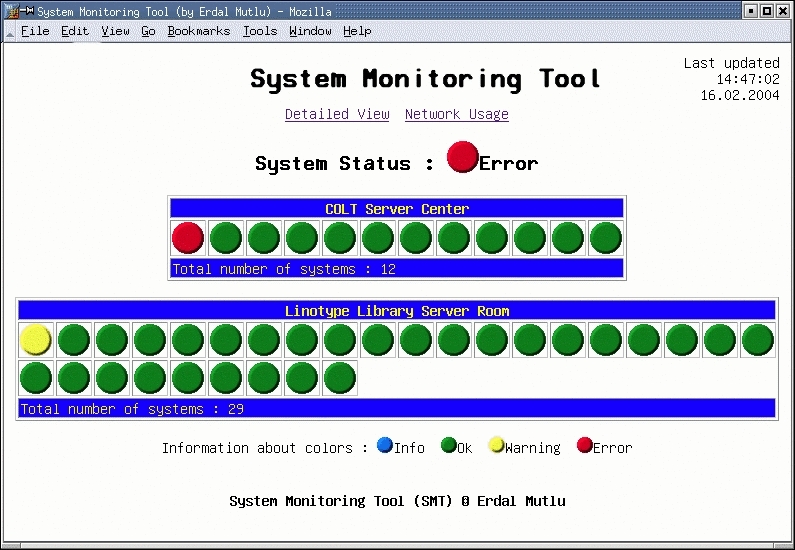 System Monitoring Tool (by Erdal Mutlu) - Mozilla
File Edit View Go Bookmarks Tools Window Help
Last updated
14:47:02
16.02.2004
System Monitoring Tool
Detailed View Network Usage
System Status : Error
COLT Server Center
Total number of systems : 12
Linotype Library Server Room
Total number of systems : 29
Information about colors : Info Ok Warning Error
System Monitoring Tool (SMT) 0 Erdal Mutlu